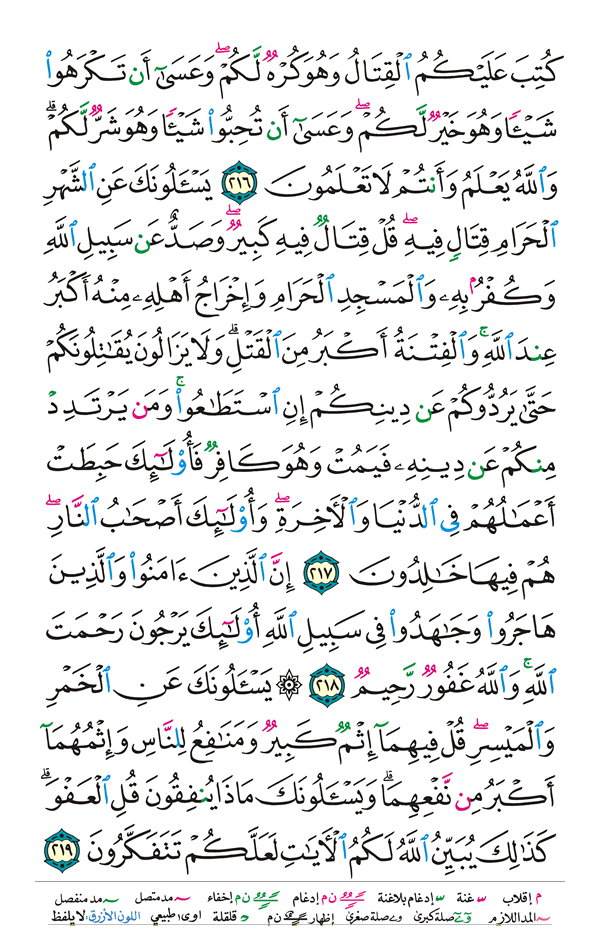 كُتِبَ عَلَيْكُمُ ٱلْقِتَالُ وَهُوَ كُرْهٌ لَّكُمْ ۖ وَعَسَىٰٓ أَن تَكْرَهُوا۟
شَيْـًٔا وَهُوَ خَيْرٌ لَّكُمْ ۖ وَعَسَىٰٓ أَن تُحِبُّوا۟ شَيْـًٔا وَهُوَ شَرٌّ لَّكُمْ ۗ
وَٱللَّهُ يَعْلَمُ وَأَنتُمْ لَا تَعْلَمُونَ ٢١٦ يَسْـَٔلُونَكَ عَنِ ٱلشَّهْرِ
ٱلْحَرَامِ قِتَالٍ فِيهِ ۖ قُلْ قِتَالٌ فِيهِ كَبِيرٌ ۖ وَصَدٌّ عَن سَبِيلِ ٱللَّهِ
وَكُفْرٌۢ بِهِۦ وَٱلْمَسْجِدِ ٱلْحَرَامِ وَإِخْرَاجُ أَهْلِهِۦ مِنْهُ أَكْبَرُ
عِندَ ٱللَّهِ ۚ وَٱلْفِتْنَةُ أَكْبَرُ مِنَ ٱلْقَتْلِ ۗ وَلَا يَزَالُونَ يُقَـٰتِلُونَكُمْ
حَتَّىٰ يَرُدُّوكُمْ عَن دِينِكُمْ إِنِ ٱسْتَطَـٰعُوا۟ ۚ وَمَن يَرْتَدِدْ
مِنكُمْ عَن دِينِهِۦ فَيَمُتْ وَهُوَ كَافِرٌ فَأُو۟لَـٰٓئِكَ حَبِطَتْ
أَعْمَـٰلُهُمْ فِى ٱلدُّنْيَا وَٱلْـَٔاخِرَةِ ۖ وَأُو۟لَـٰٓئِكَ أَصْحَـٰبُ ٱلنَّارِ ۖ
هُمْ فِيهَا خَـٰلِدُونَ ٢١٧ إِنَّ ٱلَّذِينَ ءَامَنُوا۟ وَٱلَّذِينَ
هَاجَرُوا۟ وَجَـٰهَدُوا۟ فِى سَبِيلِ ٱللَّهِ أُو۟لَـٰٓئِكَ يَرْجُونَ رَحْمَتَ
ٱللَّهِ ۚ وَٱللَّهُ غَفُورٌ رَّحِيمٌ ٢١٨ ۞ يَسْـَٔلُونَكَ عَنِ ٱلْخَمْرِ
وَٱلْمَيْسِرِ ۖ قُلْ فِيهِمَآ إِثْمٌ كَبِيرٌ وَمَنَـٰفِعُ لِلنَّاسِ وَإِثْمُهُمَآ
أَكْبَرُ مِن نَّفْعِهِمَا ۗ وَيَسْـَٔلُونَكَ مَاذَا يُنفِقُونَ قُلِ ٱلْعَفْوَ ۗ
كَذَٰلِكَ يُبَيِّنُ ٱللَّهُ لَكُمُ ٱلْـَٔايَـٰتِ لَعَلَّكُمْ تَتَفَكَّرُونَ ٢١٩
م إقلاب غنة إدغام بلاغنة ن م إدغام ن م إخفاء مد متصل مد منفصل
المد اللازم صلة كبرى صلة صغرى إظهار ن م قلقلة او ي طبيعي اللون الأزرق: لا يلفظ